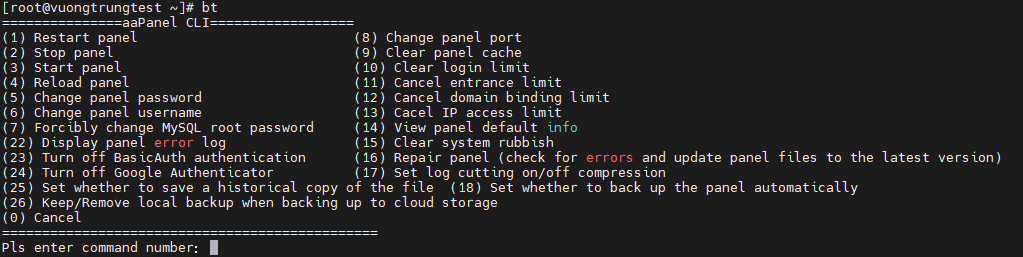 [root@vuongtrungtest ~]# bt
===============aaPanel CLI==================
(1) Restart panel (8) Change panel port
(2) Stop panel (9) Clear panel cache
(3) Start panel (10) Clear login limit
(4) Reload panel (11) Cancel entrance limit
(5) Change panel password (12) Cancel domain binding limit
(6) Change panel username (13) Cacel IP access limit
(7) Forcibly change MySQL root password (14) View panel default info
(22) Display panel error log (15) Clear system rubbish
(23) Turn off BasicAuth authentication (16) Repair panel (check for errors and update panel files to the latest version)
(24) Turn off Google Authenticator (17) Set log cutting on/off compression
(25) Set whether to save a historical copy of the file (18) Set whether to back up the panel automatically
(26) Keep/Remove local backup when backing up to cloud storage
(0) Cancel
===============================================
Pls enter command number: